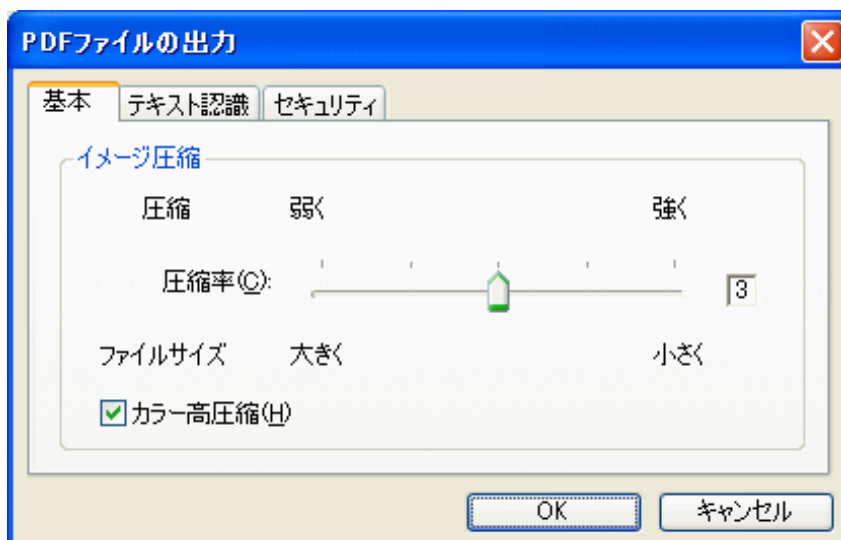 PDFファイルの出力
基本 テキスト認識 セキュリティ
イメージ圧縮
圧縮 弱く 強く
圧縮率(C): 3
ファイルサイズ 大きく 小さく
カラー高圧縮(H)
OK キャンセル